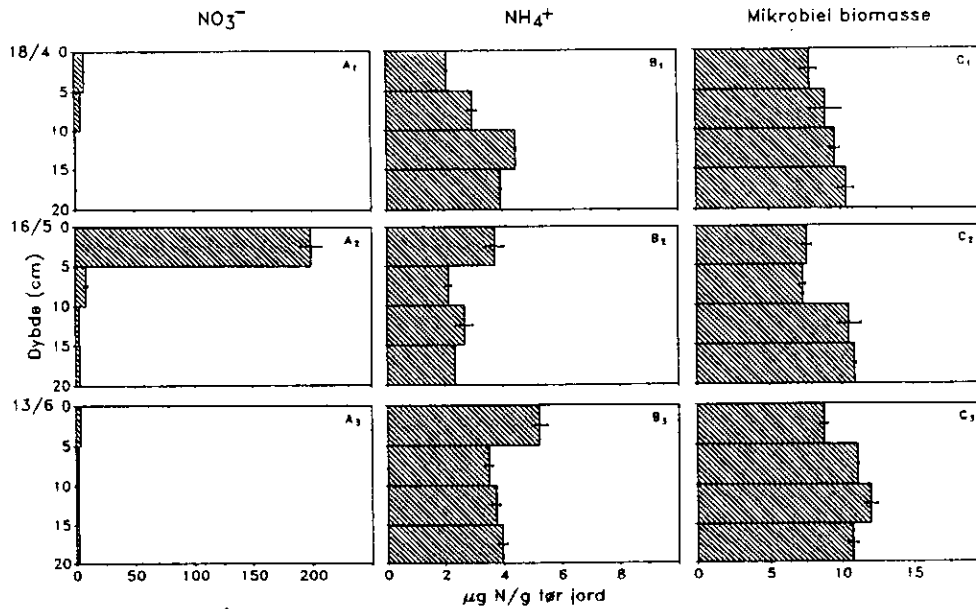 NO₃⁻ NH₄⁺ Mikrobiel biomasse
18/4 0 A₁ B₁ C₁
5
10
15
20
16/5 0 A₂ B₂ C₂
5
10
15
20
Dybde (cm)
13/6 0 A₃ B₃ C₃
5
10
15
20
0 50 100 150 200 0 2 4 6 8 0 5 10 15
µg N/g tør jord